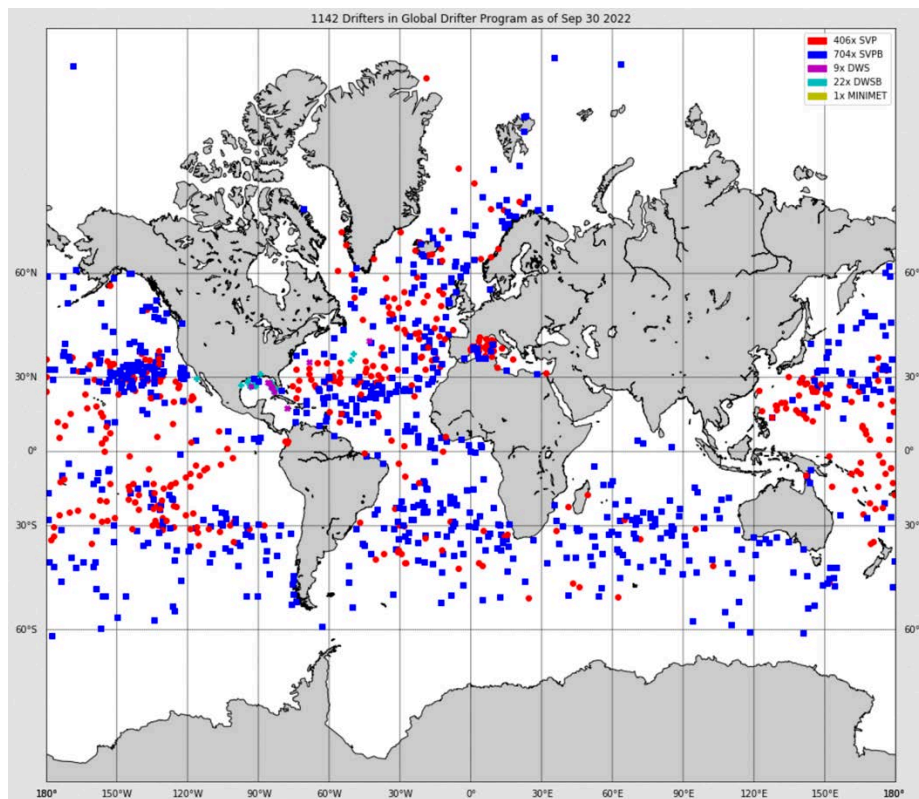 1142 Drifters in Global Drifter Program as of Sep 30 2022
406x SVP
704x SVPB
9x DWS
22x DWSB
1x MINIMET
60°N 60°
30°N 30°
0° 0°
30°S 30°
60°S 60°
180° 150°W 120°W 90°W 60°W 30°W 0° 30°E 60°E 90°E 120°E 150°E 180°